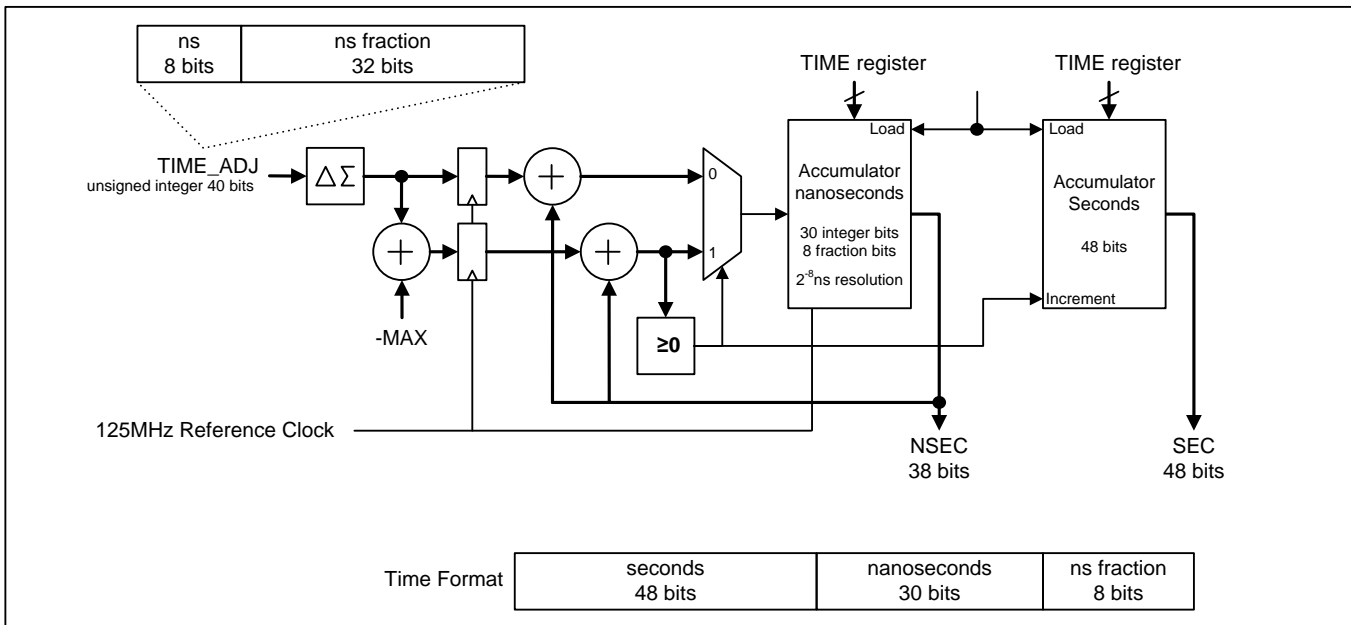 ns
8 bits
ns fraction
32 bits
TIME_ADJ
unsigned integer 40 bits
ΔΣ
+
+
-MAX
+
+
≥0
0
1
TIME register
Load
Accumulator
nanoseconds
30 integer bits
8 fraction bits
2⁻⁸ns resolution
TIME register
Load
Accumulator
Seconds
48 bits
Increment
125MHz Reference Clock
NSEC
38 bits
SEC
48 bits
Time Format
seconds
48 bits
nanoseconds
30 bits
ns fraction
8 bits